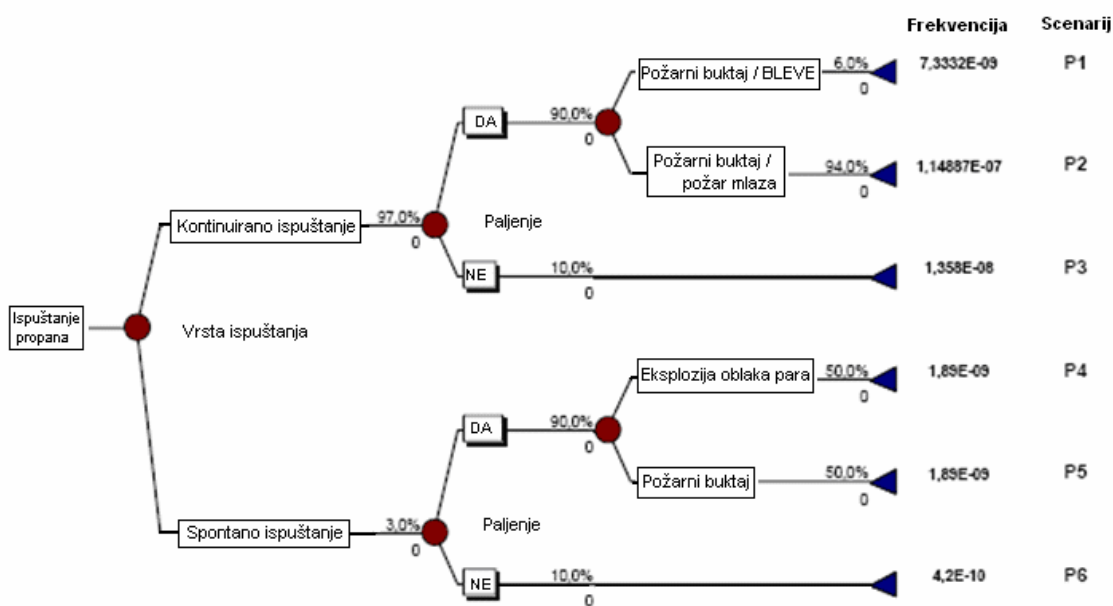 Frekvencija Scenarij
Požarni buktaj / BLEVE 6,0% 7,3332E-09 P1
0
DA 90,0%
0
Požarni buktaj /
požar mlaza 94,0% 1,14887E-07 P2
0
Kontinuirano ispuštanje 97,0% Paljenje
0
NE 10,0% 1,358E-08 P3
0
Ispuštanje
propana
Vrsta ispuštanja
Eksplozija oblaka para 50,0% 1,89E-09 P4
0
DA 90,0%
0
Požarni buktaj 50,0% 1,89E-09 P5
0
Spontano ispuštanje 3,0% Paljenje
0
NE 10,0% 4,2E-10 P6
0